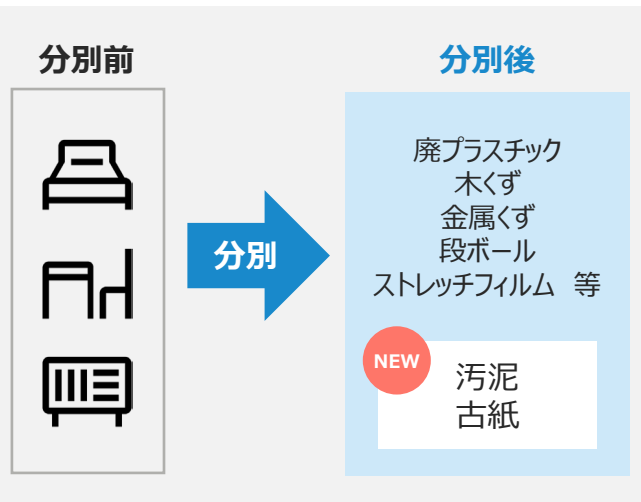 分別前
分別後
分別
廃プラスチック
木くず
金属くず
段ボール
ストレッチフィルム 等
NEW
汚泥
古紙